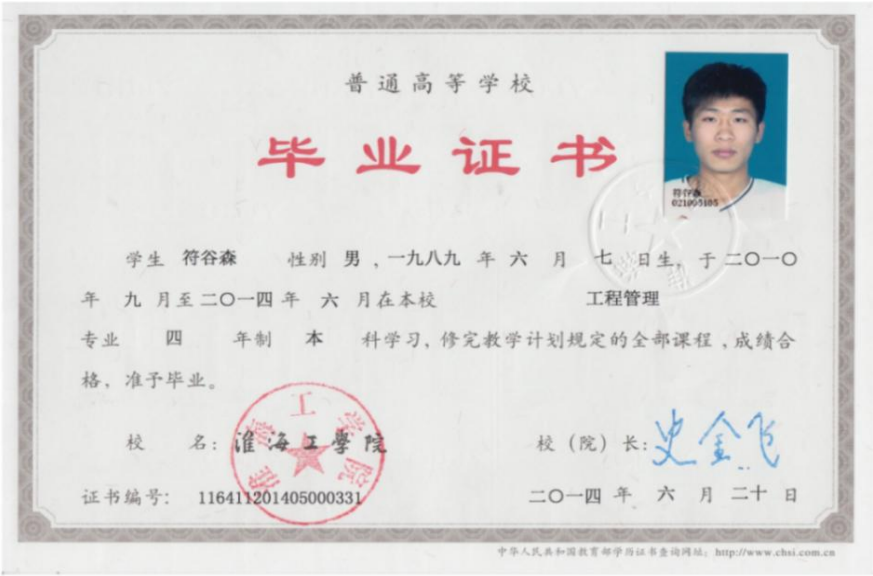 普通高等学校
毕业证书
符谷森
021005105
学生 符谷森 性别 男 ，一九八九 年 六 月 七 日生，于 二〇一〇
年 九 月至 二〇一四 年 六 月在本校 工程管理
专业 四 年制 本 科学习，修完教学计划规定的全部课程，成绩合
格，准予毕业。
校 名：淮海工學院 校（院）长：史金飞
淮海工学院
证书编号： 116411201405000331 二〇一四 年 六 月 二十 日
中华人民共和国教育部学历证书查询网址：http://www.chsi.com.cn